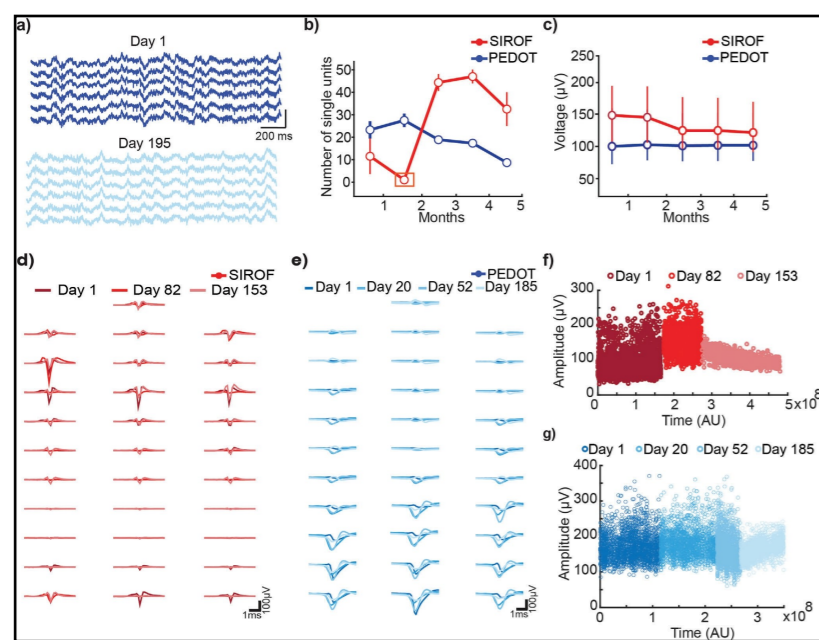 a)
Day 1
200 ms
Day 195
b)
SIROF
PEDOT
Number of single units
50
40
30
20
10
0
1 2 3 4 5
Months
c)
SIROF
PEDOT
Voltage (µV)
250
200
150
100
50
1 2 3 4 5
Months
d)
SIROF
Day 1 Day 82 Day 153
1ms
100µV
e)
PEDOT
Day 1 Day 20 Day 52 Day 185
1ms
100µV
f)
Day 1 Day 82 Day 153
Amplitude (µV)
400
300
200
100
0
0 1 2 3 4 5x10⁸
Time (AU)
g)
Day 1 Day 20 Day 52 Day 185
Amplitude (µV)
400
300
200
150
100
0
0 1 2 3
x 10⁸
Time (AU)